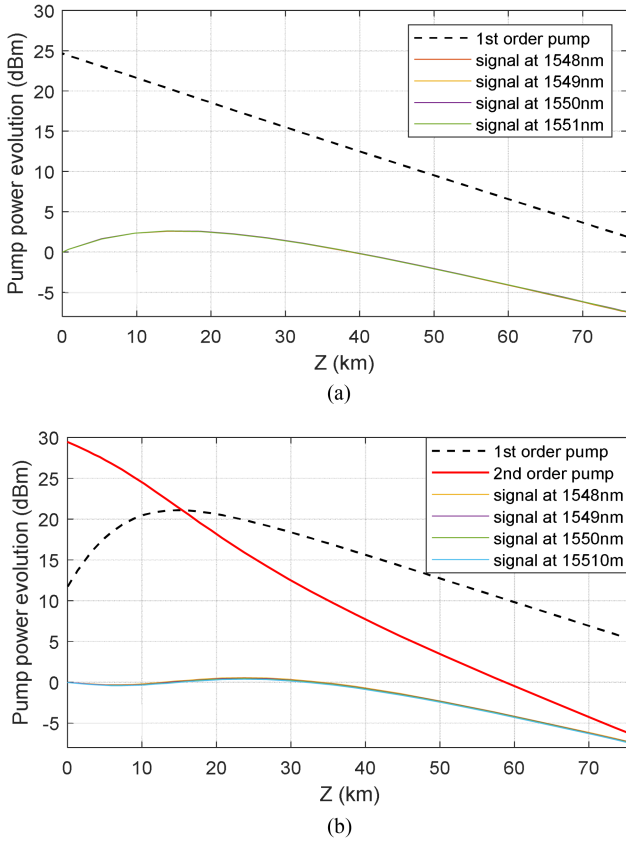 30
25
20
15
10
5
0
-5
Pump power evolution (dBm)
1st order pump
signal at 1548nm
signal at 1549nm
signal at 1550nm
signal at 1551nm
0 10 20 30 40 50 60 70
Z (km)
(a)
30
25
20
15
10
5
0
-5
Pump power evolution (dBm)
1st order pump
2nd order pump
signal at 1548nm
signal at 1549nm
signal at 1550nm
signal at 15510m
0 10 20 30 40 50 60 70
Z (km)
(b)